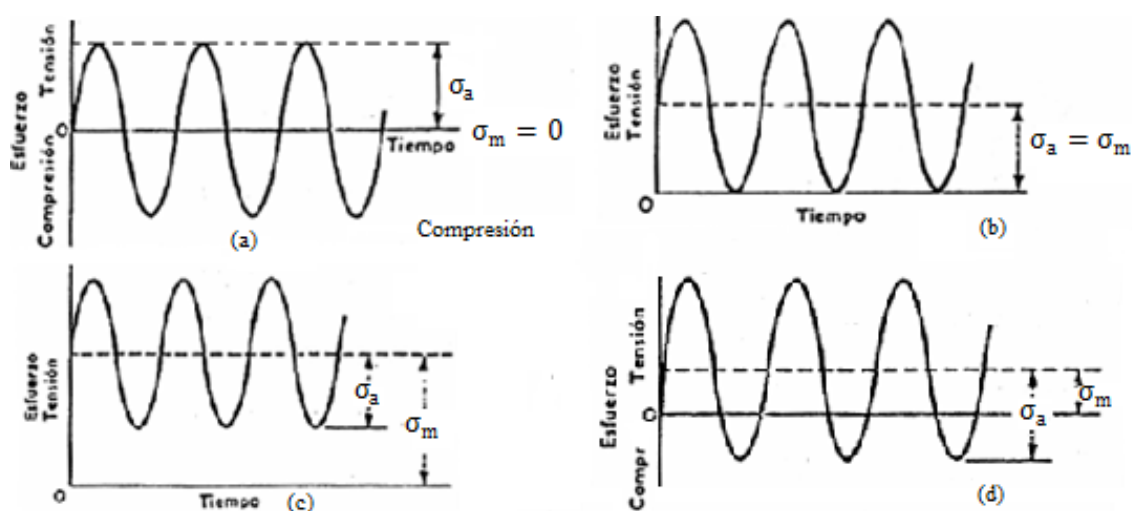 Esfuerzo
Compresión Tensión
O
σₐ
σₘ = 0
Tiempo
Compresión
(a)
Esfuerzo
Tensión
O
σₐ = σₘ
Tiempo
(b)
Esfuerzo
Tensión
O
σₐ
σₘ
Tiempo
(c)
Esfuerzo
Compr Tensión
O
σₐ
σₘ
(d)